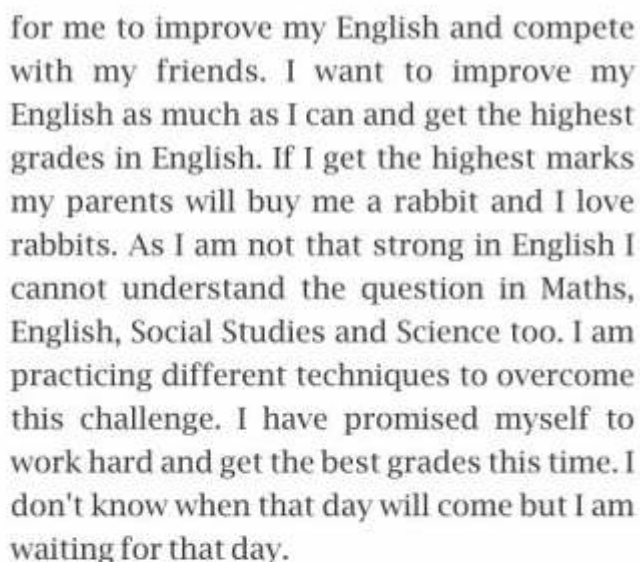 for me to improve my English and compete
with my friends. I want to improve my
English as much as I can and get the highest
grades in English. If I get the highest marks
my parents will buy me a rabbit and I love
rabbits. As I am not that strong in English I
cannot understand the question in Maths,
English, Social Studies and Science too. I am
practicing different techniques to overcome
this challenge. I have promised myself to
work hard and get the best grades this time. I
don't know when that day will come but I am
waiting for that day.